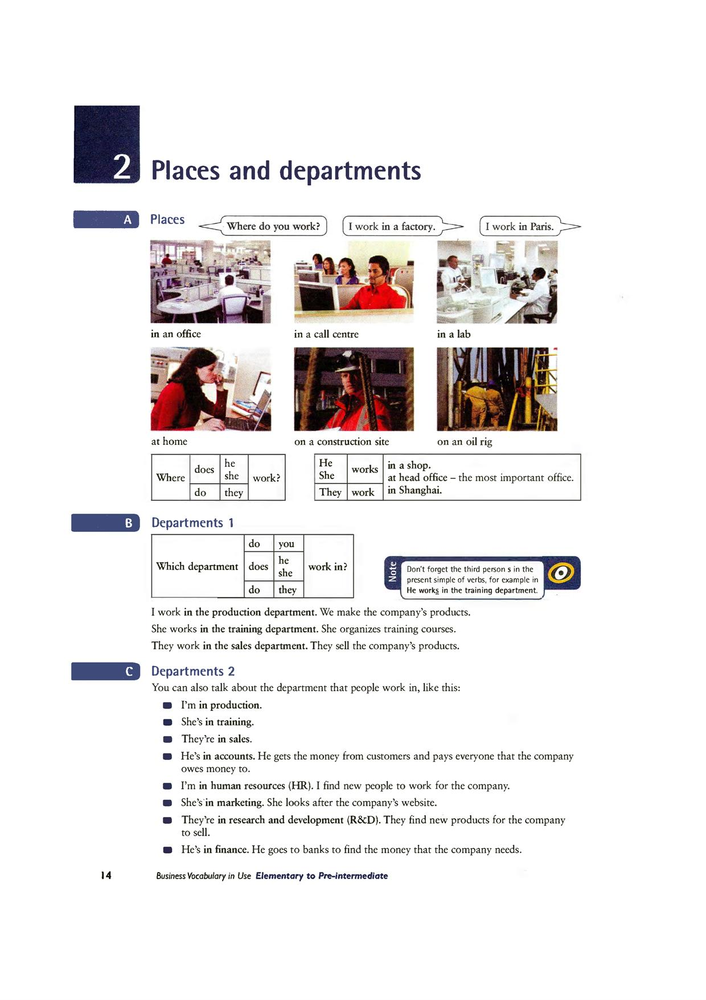 2
Places and departments
A
Places
Where do you work?
I work in a factory.
I work in Paris.
in an office
in a call centre
in a lab
at home
on a construction site
on an oil rig
Where
does
he
she
do
they
work?
He
She
works
They
work
in a shop.
at head office – the most important office.
in Shanghai.
B
Departments 1
Which department
do
you
does
he
she
do
they
work in?
Note
Don't forget the third person s in the
present simple of verbs, for example in
He works in the training department.
I work in the production department. We make the company's products.
She works in the training department. She organizes training courses.
They work in the sales department. They sell the company's products.
C
Departments 2
You can also talk about the department that people work in, like this:
I'm in production.
She's in training.
They're in sales.
He's in accounts. He gets the money from customers and pays everyone that the company
owes money to.
I'm in human resources (HR). I find new people to work for the company.
She's in marketing. She looks after the company's website.
They're in research and development (R&D). They find new products for the company
to sell.
He's in finance. He goes to banks to find the money that the company needs.
14
Business Vocabulary in Use Elementary to Pre-intermediate